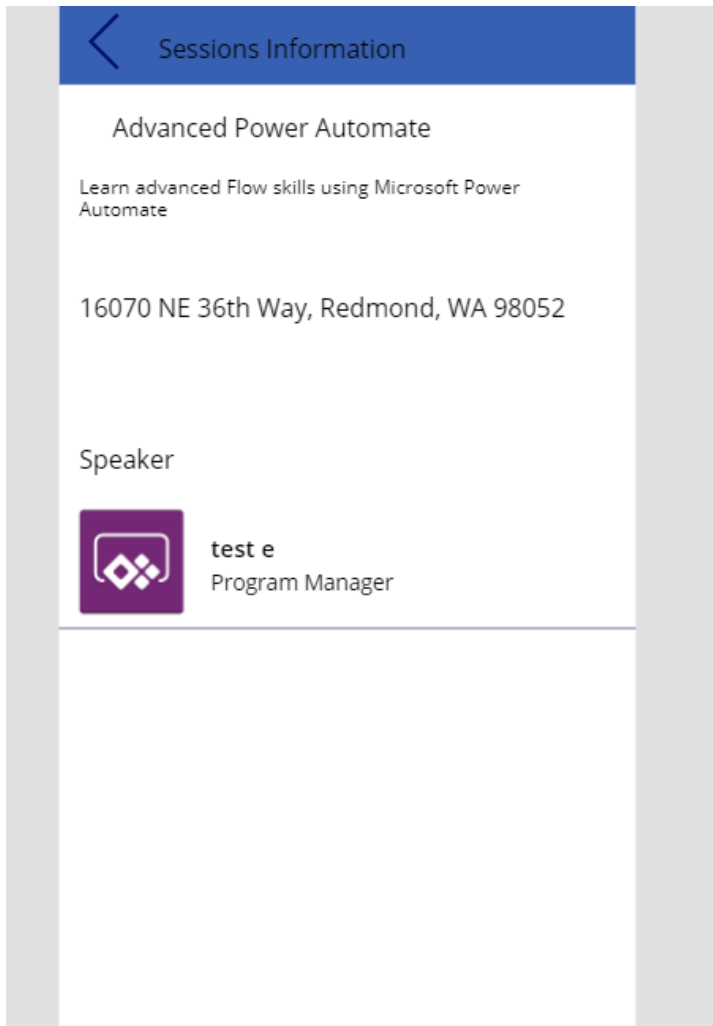 Sessions Information
Advanced Power Automate
Learn advanced Flow skills using Microsoft Power
Automate
16070 NE 36th Way, Redmond, WA 98052
Speaker
test e
Program Manager